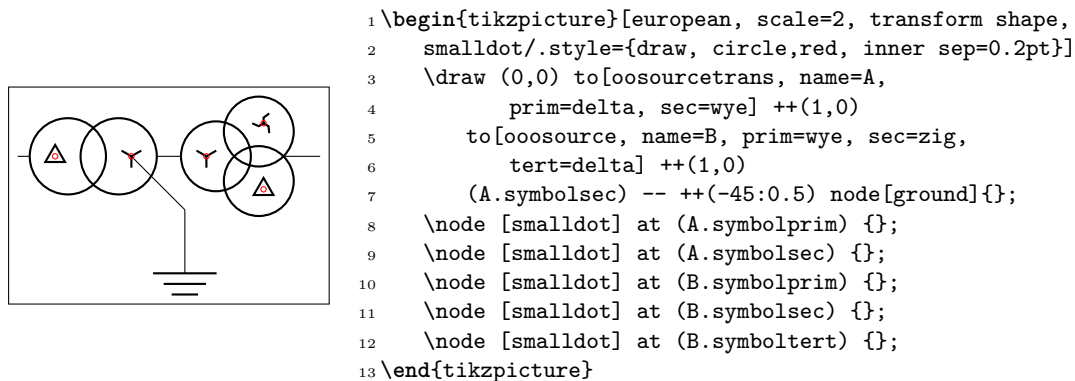 1 \begin{tikzpicture}[european, scale=2, transform shape,
2     smalldot/.style={draw, circle,red, inner sep=0.2pt}]
3     \draw (0,0) to[oosourcetrans, name=A,
4             prim=delta, sec=wye] ++(1,0)
5         to[ooosource, name=B, prim=wye, sec=zig,
6             tert=delta] ++(1,0)
7         (A.symbolsec) -- ++(-45:0.5) node[ground]{};
8     \node [smalldot] at (A.symbolprim) {};
9     \node [smalldot] at (A.symbolsec) {};
10     \node [smalldot] at (B.symbolprim) {};
11     \node [smalldot] at (B.symbolsec) {};
12     \node [smalldot] at (B.symboltert) {};
13 \end{tikzpicture}